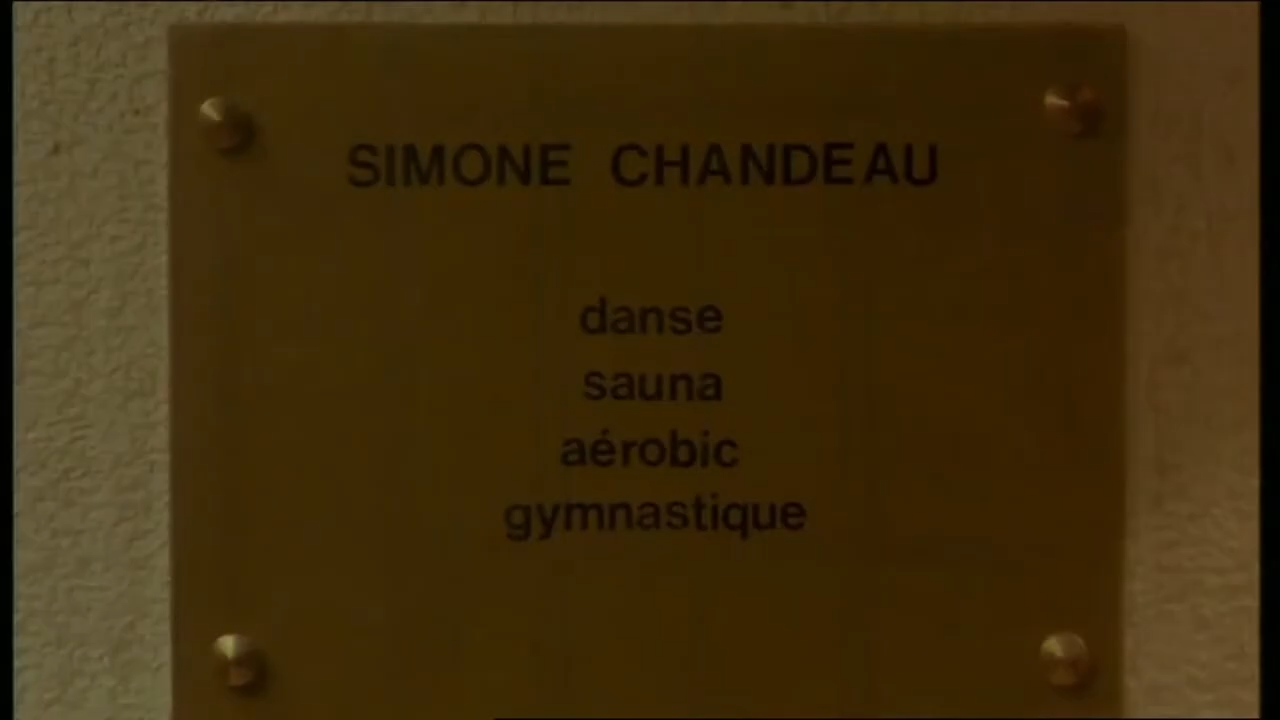 SIMONE CHANDEAU
danse
sauna
aérobic
gymnastique